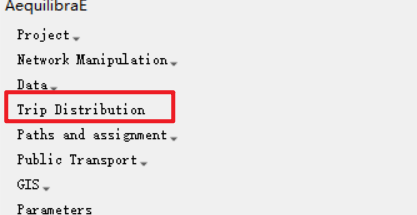 AequilibraE
Project
Network Manipulation
Data
Trip Distribution
Paths and assignment
Public Transport
GIS
Parameters